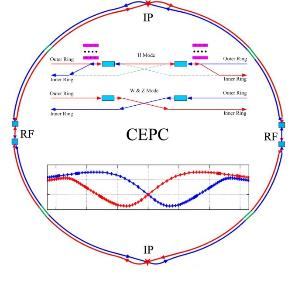 IP
H Mode
Outer Ring
Outer Ring
Inner Ring
Inner Ring
W & Z Mode
Outer Ring
Outer Ring
Inner Ring
Inner Ring
RF
CEPC
RF
IP